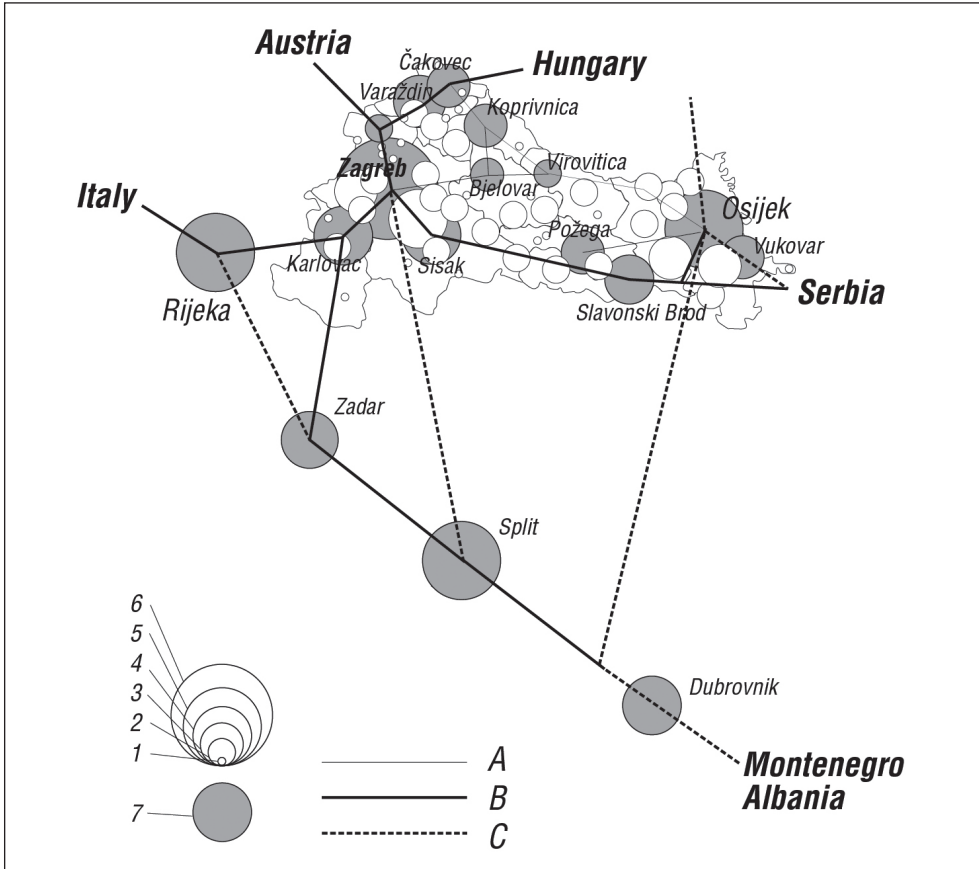 Austria
Čakovec
Hungary
Varaždin
Koprivnica
Zagreb
Virovitica
Bjelovar
Italy
Osijek
Požega
Vukovar
Karlovac
Sisak
Serbia
Rijeka
Slavonski Brod
Zadar
Split
6
5
4
3
2
1
7
Dubrovnik
A
B
C
Montenegro
Albania